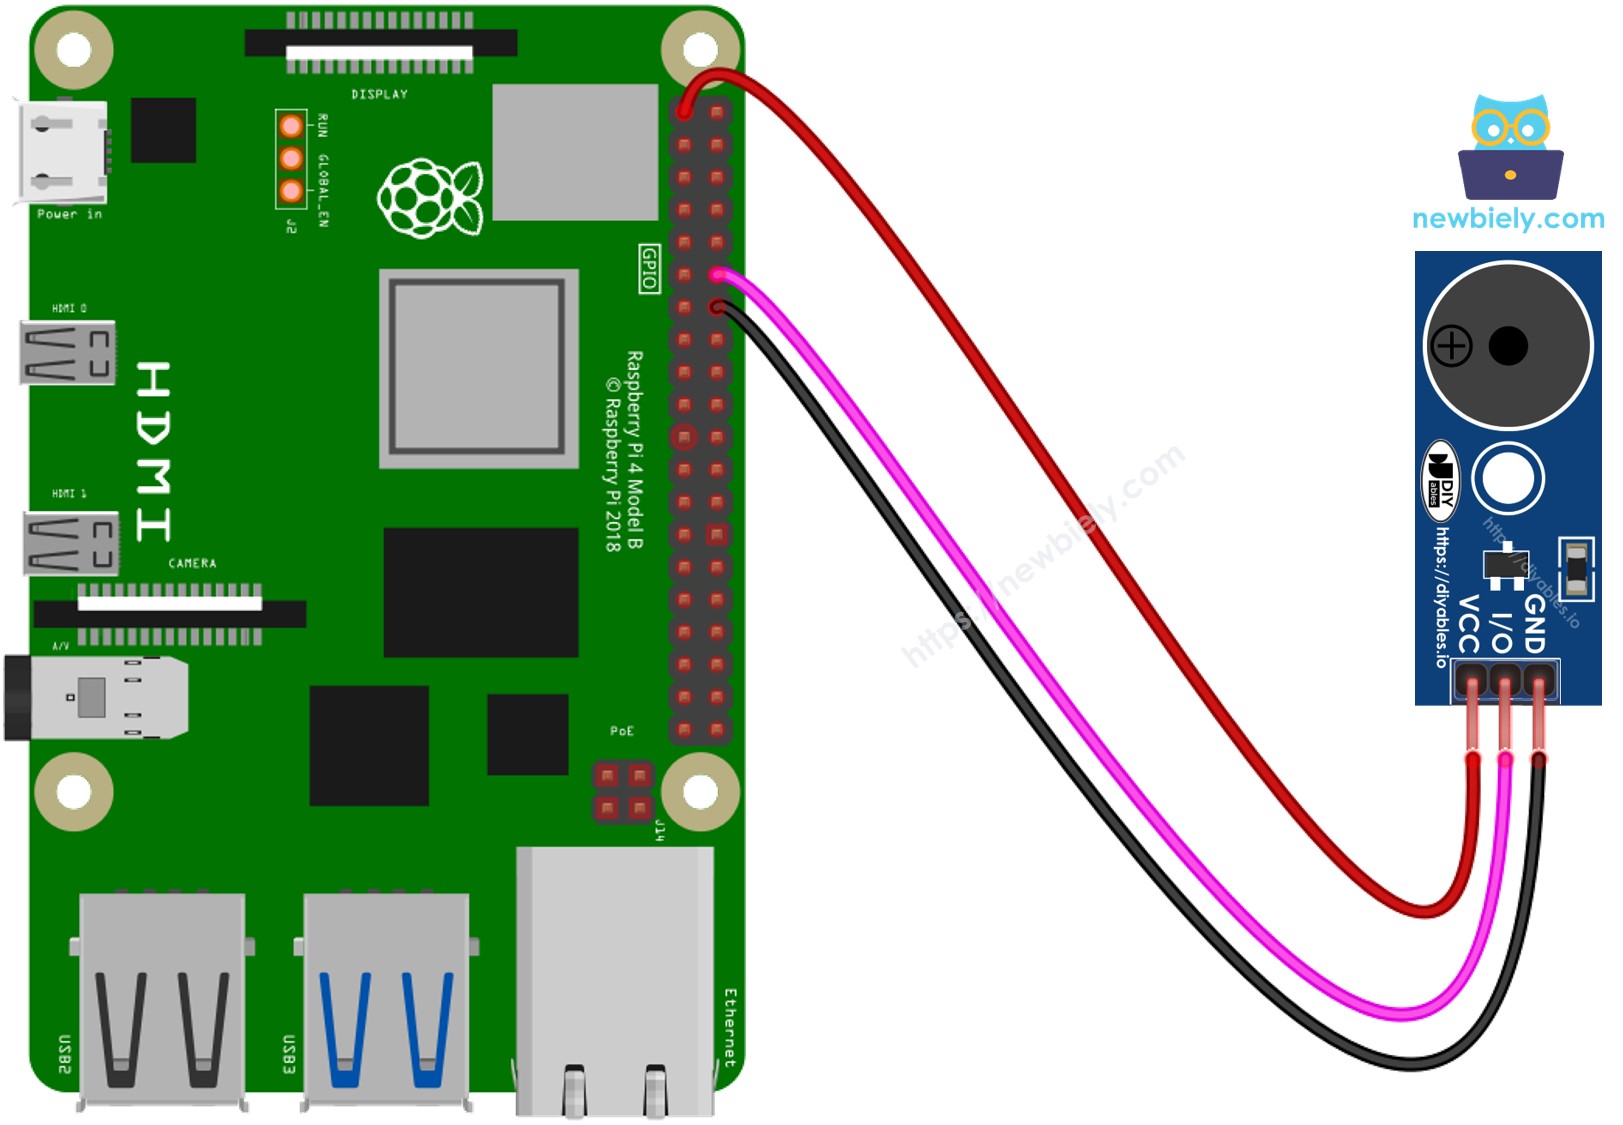 DISPLAY
RUN
GLOBAL_EN
J2
Power in
GPIO
HDMI 0
HDMI
HDMI 1
Raspberry Pi 4 Model B
© Raspberry Pi 2018
CAMERA
A/V
PoE
J14
USB2
USB3
Ethernet
newbiely.com
DIY
ables
https://diyables.io
https://diyables.io
VCC
I/O
GND
https://newbiely.com